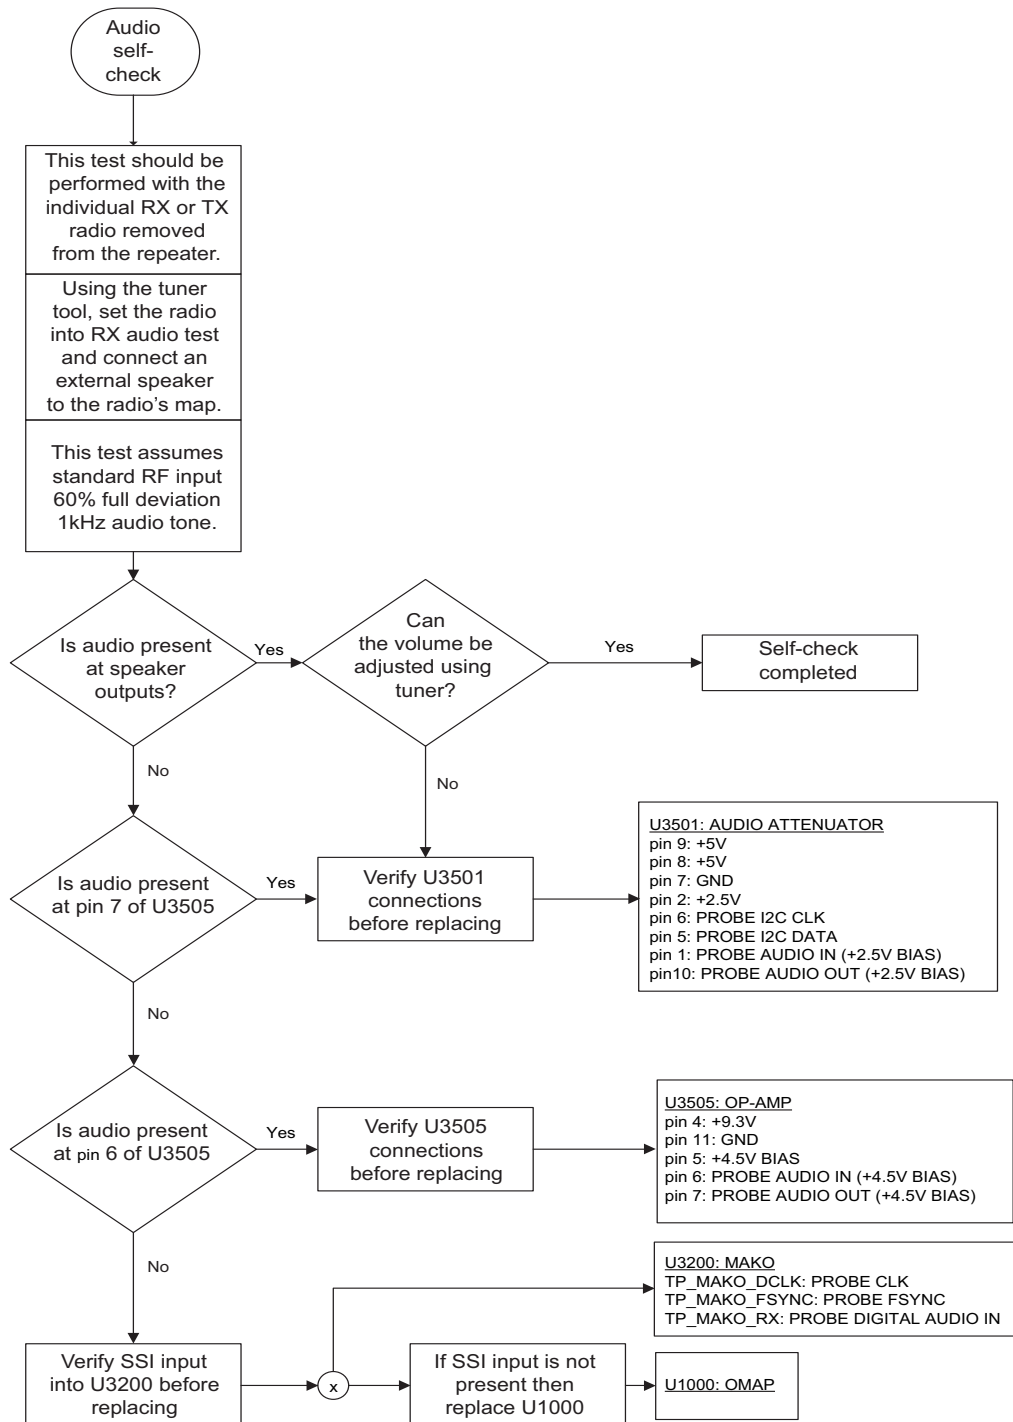 Audio
self-
check
This test should be
performed with the
individual RX or TX
radio removed
from the repeater.
Using the tuner
tool, set the radio
into RX audio test
and connect an
external speaker
to the radio’s map.
This test assumes
standard RF input
60% full deviation
1kHz audio tone.
Is audio present
at speaker
outputs?
Yes
Can
the volume be
adjusted using
tuner?
Yes
Self-check
completed
No
No
Is audio present
at pin 7 of U3505
Yes
Verify U3501
connections
before replacing
U3501: AUDIO ATTENUATOR
pin 9: +5V
pin 8: +5V
pin 7: GND
pin 2: +2.5V
pin 6: PROBE I2C CLK
pin 5: PROBE I2C DATA
pin 1: PROBE AUDIO IN (+2.5V BIAS)
pin10: PROBE AUDIO OUT (+2.5V BIAS)
No
Is audio present
at pin 6 of U3505
Yes
Verify U3505
connections
before replacing
U3505: OP-AMP
pin 4: +9.3V
pin 11: GND
pin 5: +4.5V BIAS
pin 6: PROBE AUDIO IN (+4.5V BIAS)
pin 7: PROBE AUDIO OUT (+4.5V BIAS)
No
U3200: MAKO
TP_MAKO_DCLK: PROBE CLK
TP_MAKO_FSYNC: PROBE FSYNC
TP_MAKO_RX: PROBE DIGITAL AUDIO IN
Verify SSI input
into U3200 before
replacing
x
If SSI input is not
present then
replace U1000
U1000: OMAP